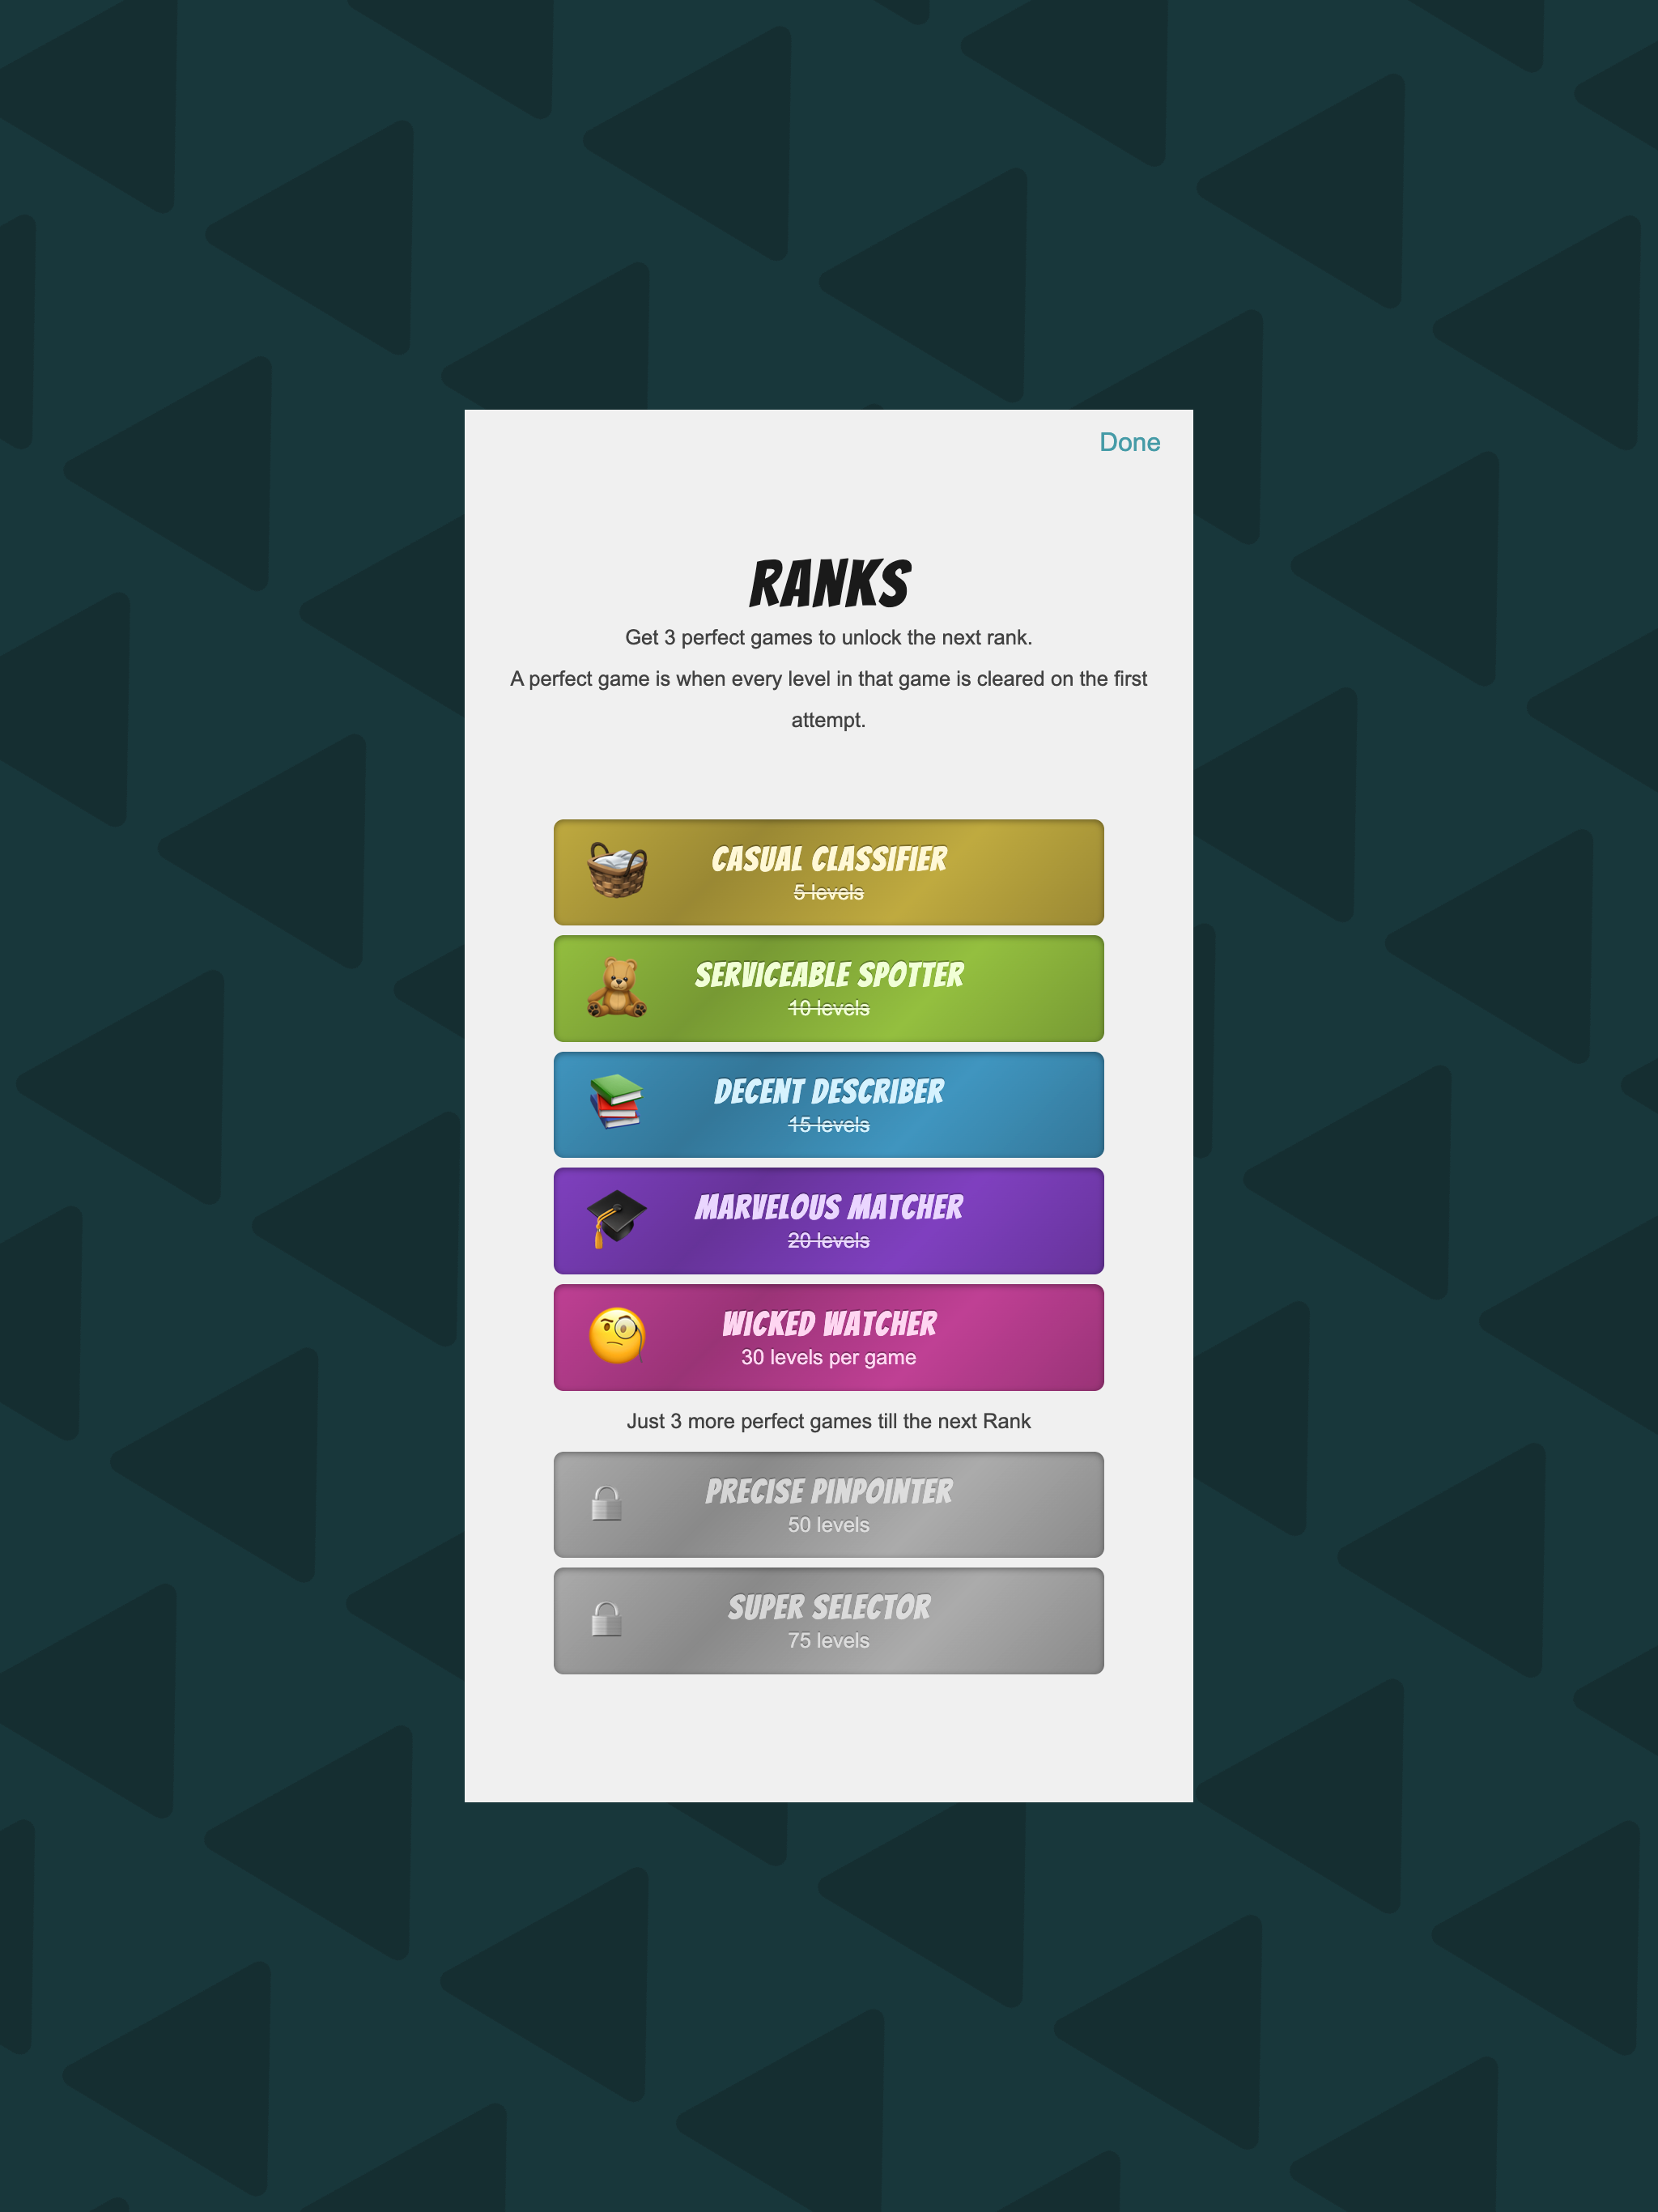 Done
RANKS
Get 3 perfect games to unlock the next rank.
A perfect game is when every level in that game is cleared on the first
attempt.
CASUAL CLASSIFIER
5 levels
SERVICEABLE SPOTTER
10 levels
DECENT DESCRIBER
15 levels
MARVELOUS MATCHER
20 levels
WICKED WATCHER
30 levels per game
Just 3 more perfect games till the next Rank
PRECISE PINPOINTER
50 levels
SUPER SELECTOR
75 levels